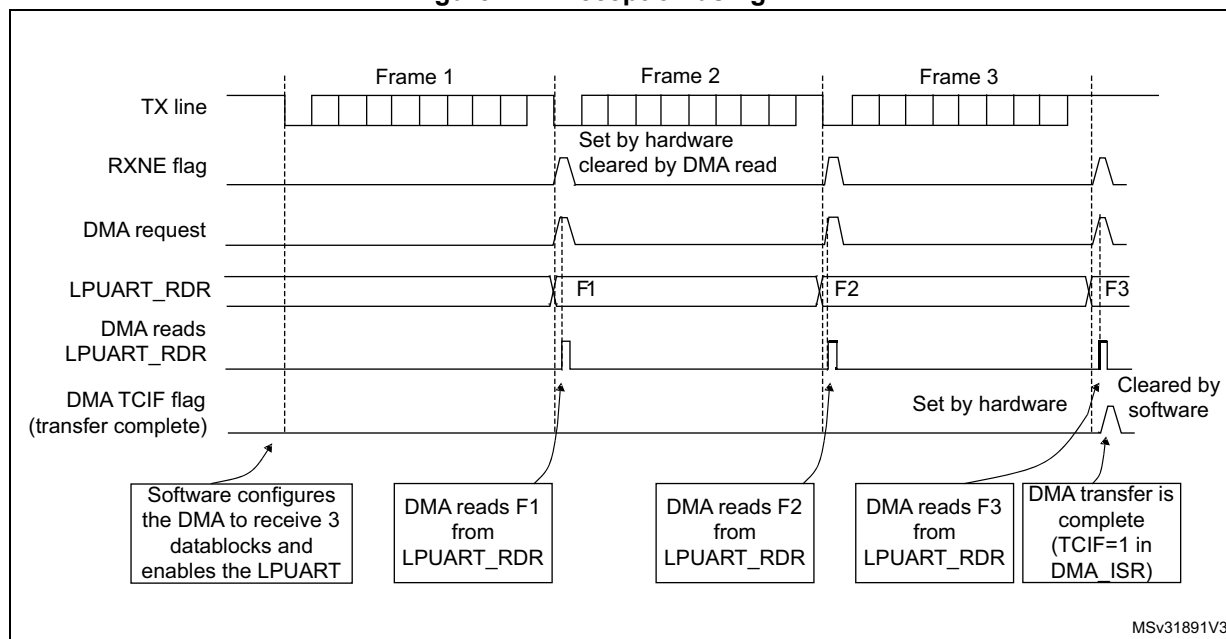 Frame 1
Frame 2
Frame 3
TX line
Set by hardware
cleared by DMA read
RXNE flag
DMA request
LPUART_RDR
F1
F2
F3
DMA reads
LPUART_RDR
DMA TCIF flag
(transfer complete)
Set by hardware
Cleared by
software
Software configures
the DMA to receive 3
datablocks and
enables the LPUART
DMA reads F1
from
LPUART_RDR
DMA reads F2
from
LPUART_RDR
DMA reads F3
from
LPUART_RDR
DMA transfer is
complete
(TCIF=1 in
DMA_ISR)
MSv31891V3